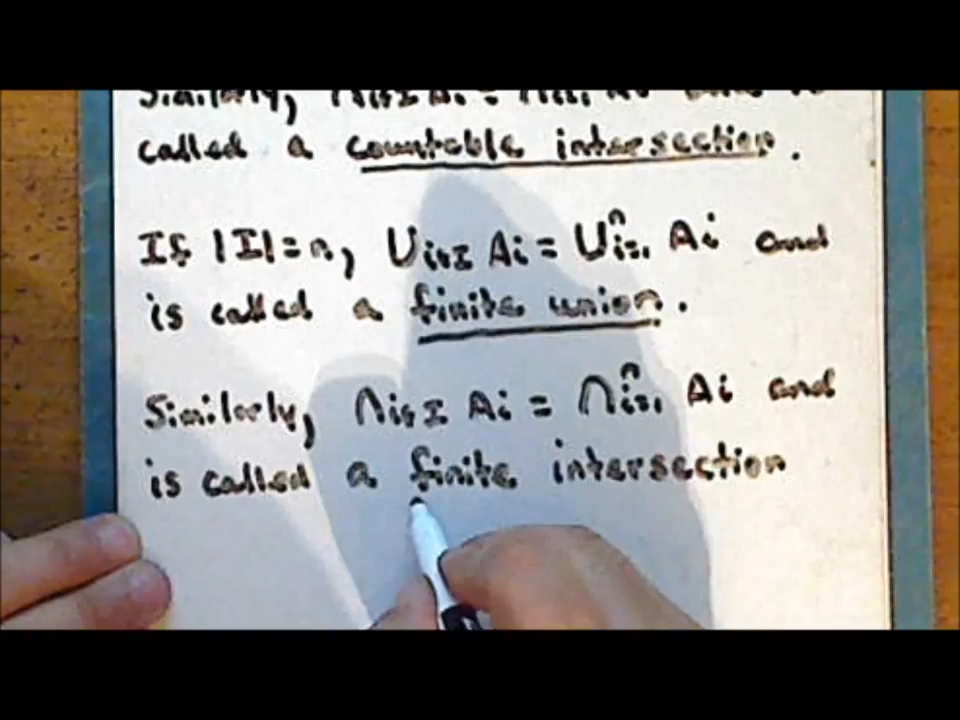 Similarly,
called a countable intersection.
If |I|=n, ∪i∈I Ai = ∪ⁿi=1 Ai and
is called a finite union.
Similarly, ∩i∈I Ai = ∩ⁿi=1 Ai and
is called a finite intersection